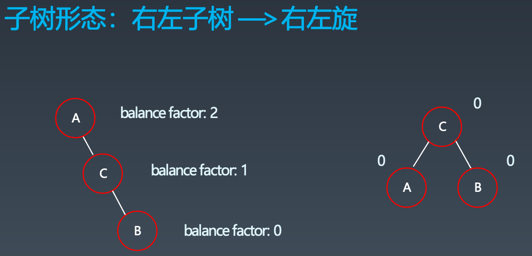 子树形态：右左子树 —> 右左旋
A
balance factor: 2
C
balance factor: 1
B
balance factor: 0
0
C
0
0
A
B